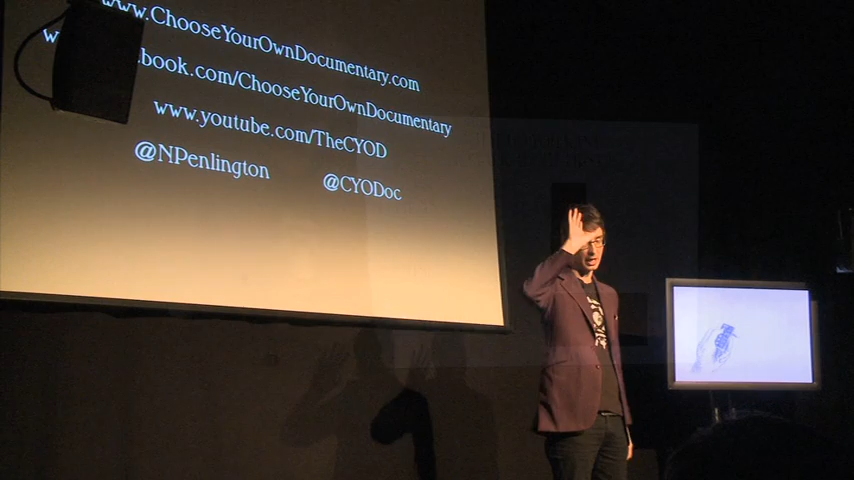 www.ChooseYourOwnDocumentary.com
book.com/ChooseYourOwnDocumentary
www.youtube.com/TheCYOD
@NPenlington @CYODoc